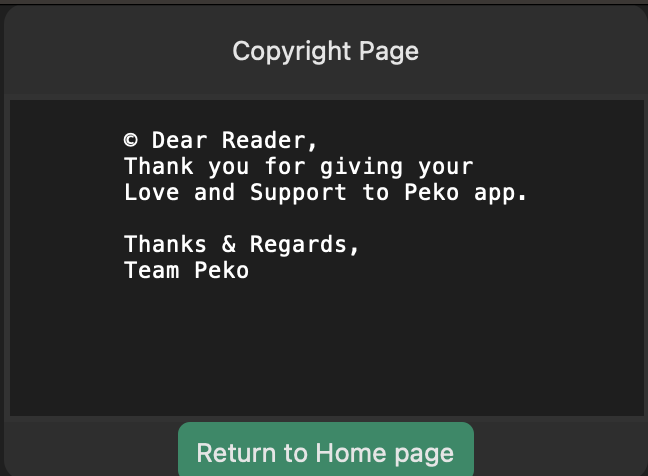 Copyright Page
© Dear Reader,
Thank you for giving your
Love and Support to Peko app.
Thanks & Regards,
Team Peko
Return to Home page